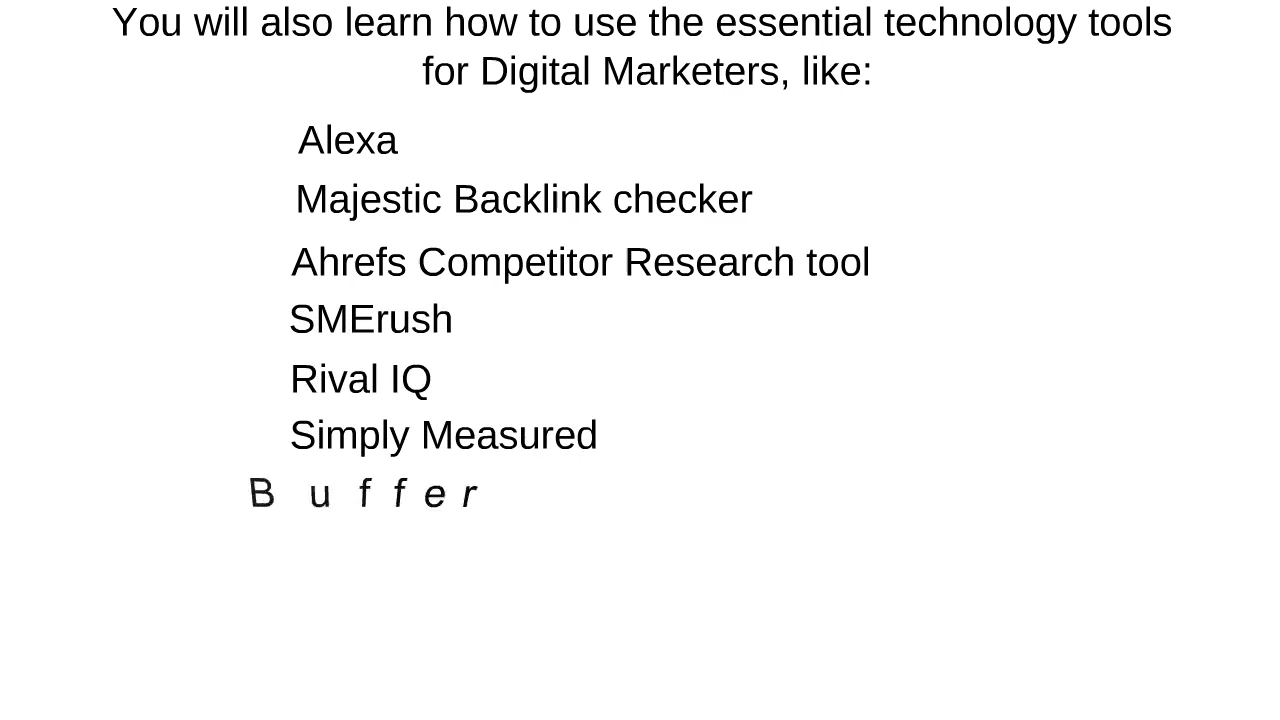 You will also learn how to use the essential technology tools
for Digital Marketers, like:
Alexa
Majestic Backlink checker
Ahrefs Competitor Research tool
SMErush
Rival IQ
Simply Measured
Buffer